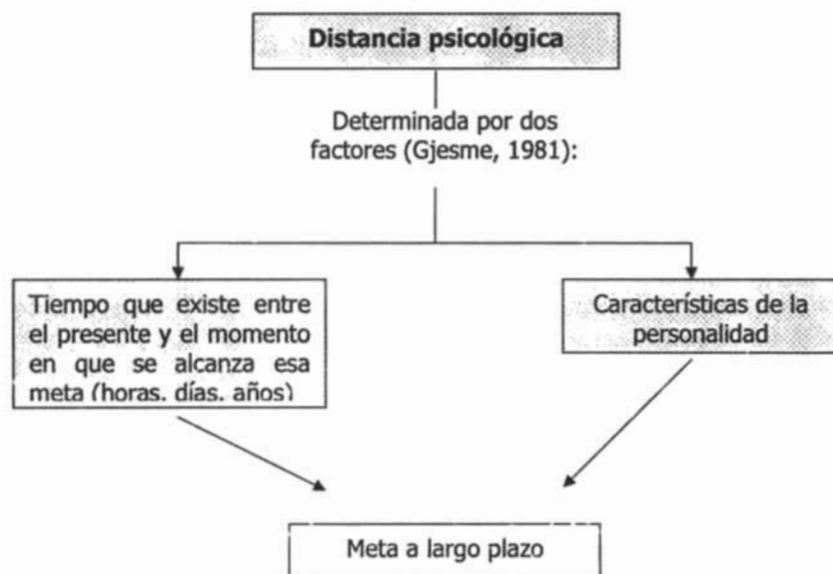 Distancia psicológica
Determinada por dos
factores (Gjesme, 1981):
Tiempo que existe entre
el presente y el momento
en que se alcanza esa
meta (horas. días. años)
Características de la
personalidad
Meta a largo plazo